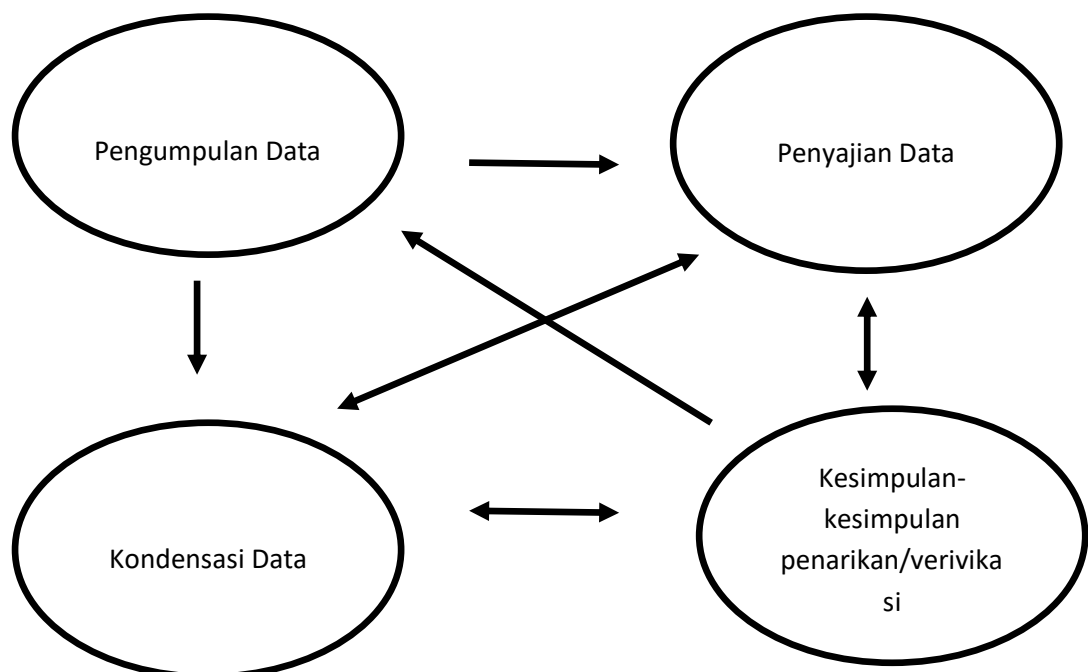 Pengumpulan Data
Penyajian Data
Kondensasi Data
Kesimpulan-
kesimpulan
penarikan/verivika
si